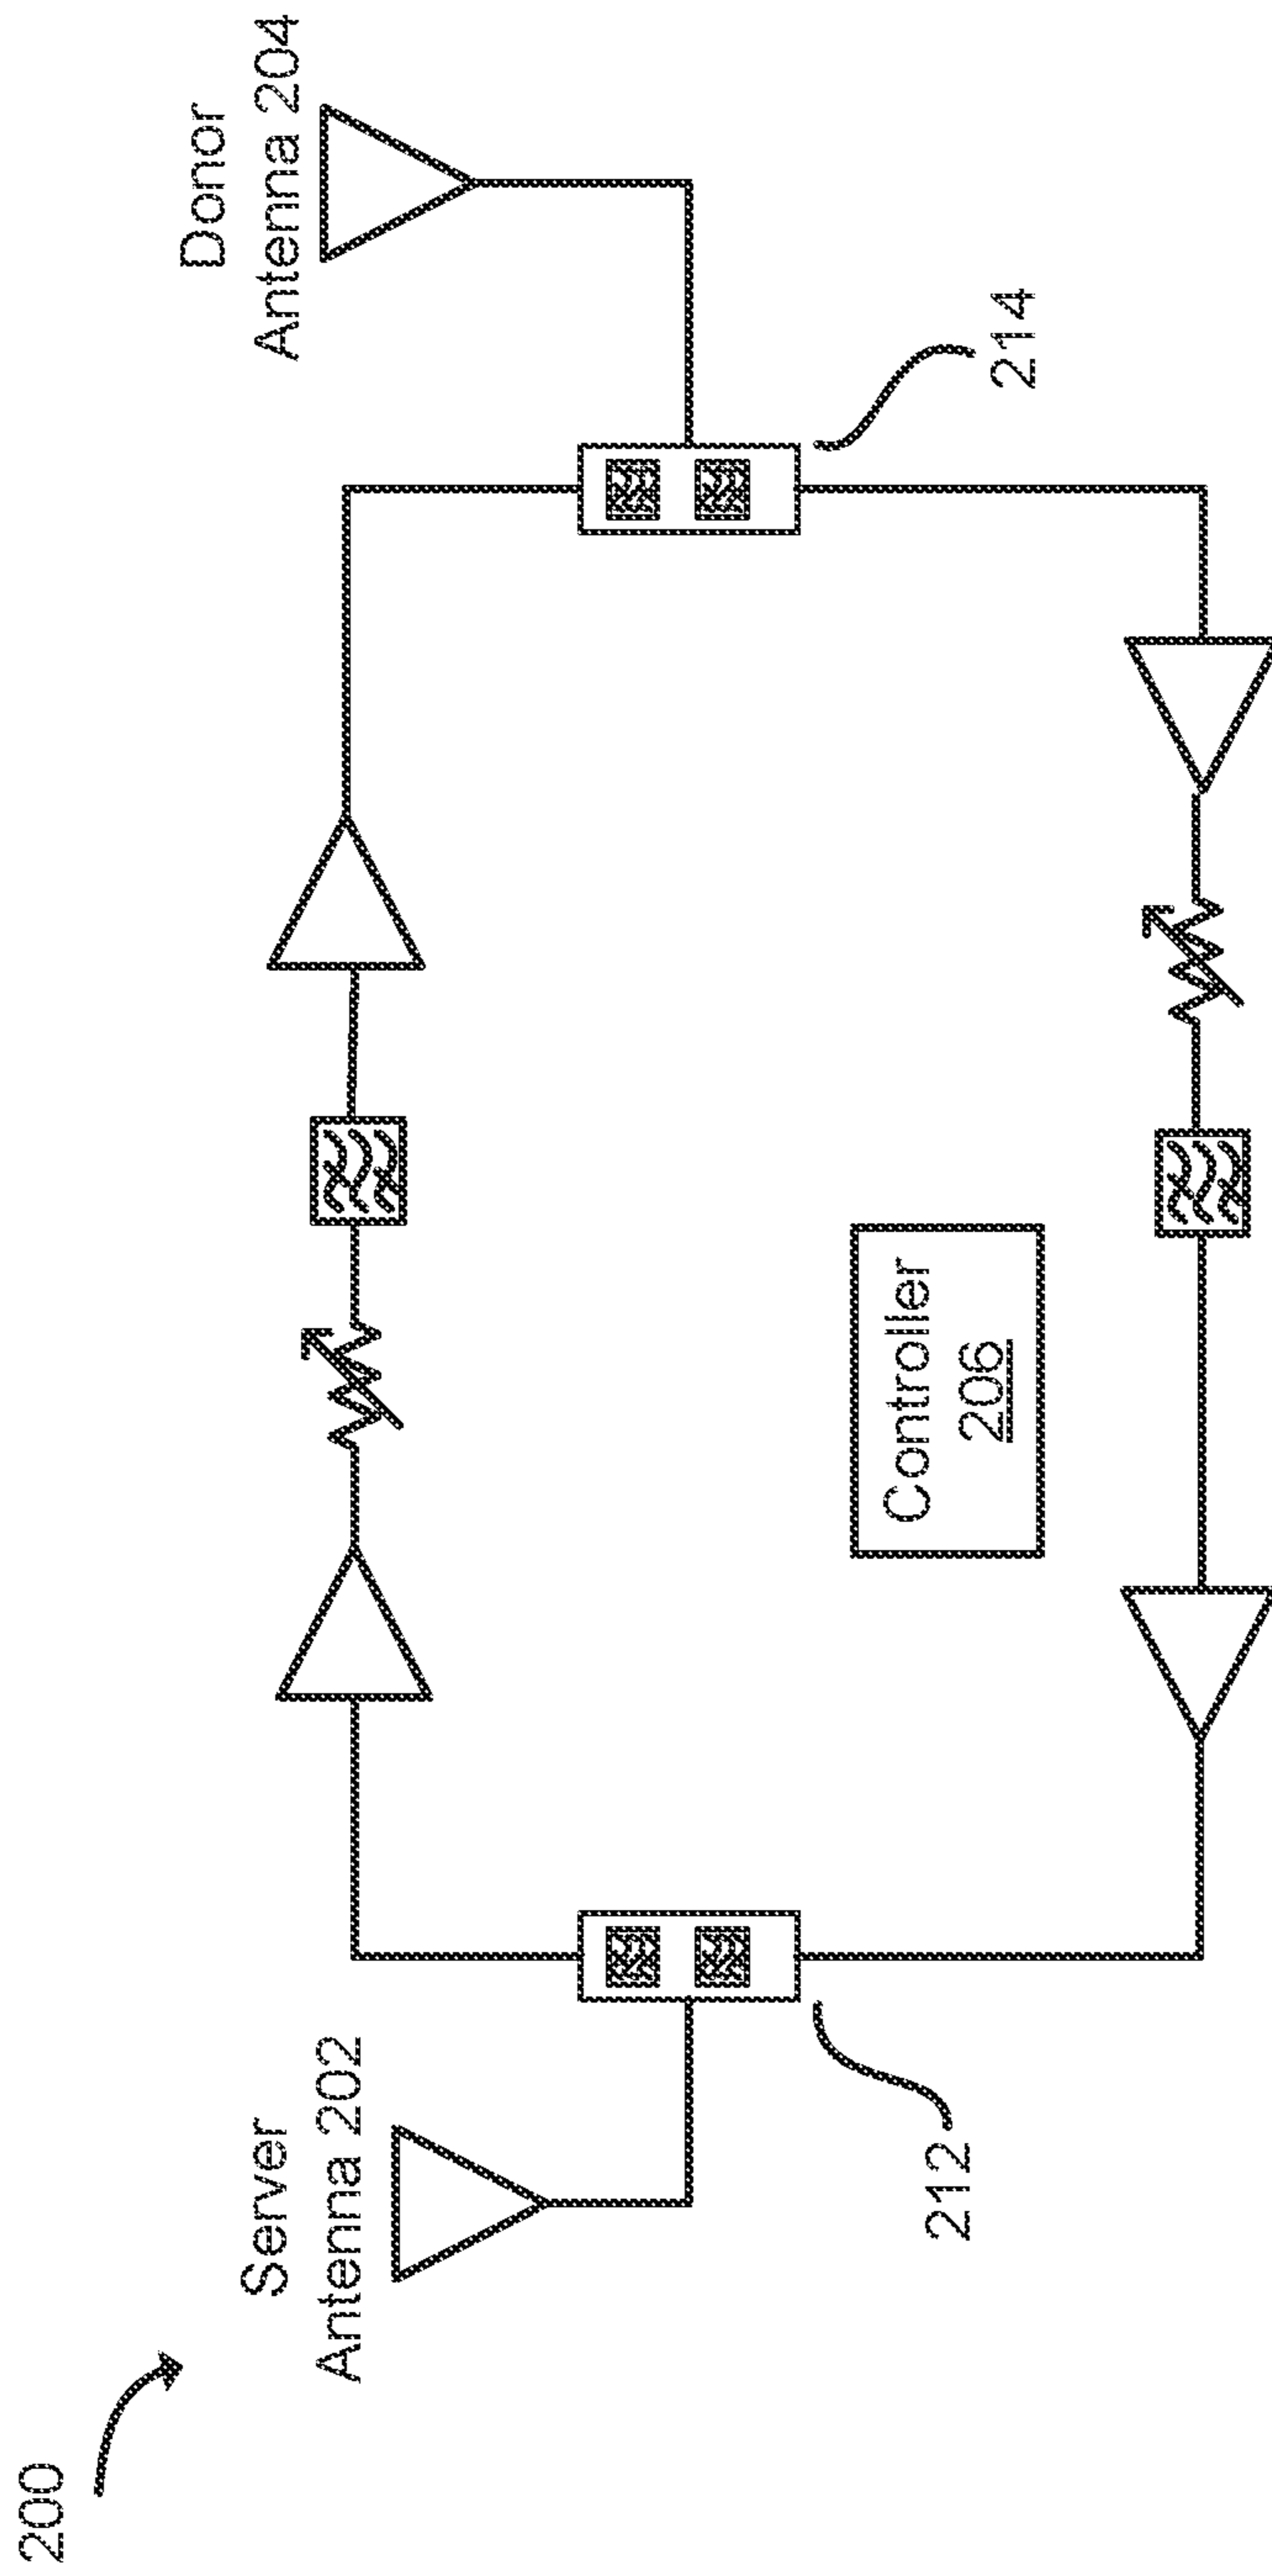 200
Server
Antenna 202
Donor
Antenna 204
212
214
Controller
206